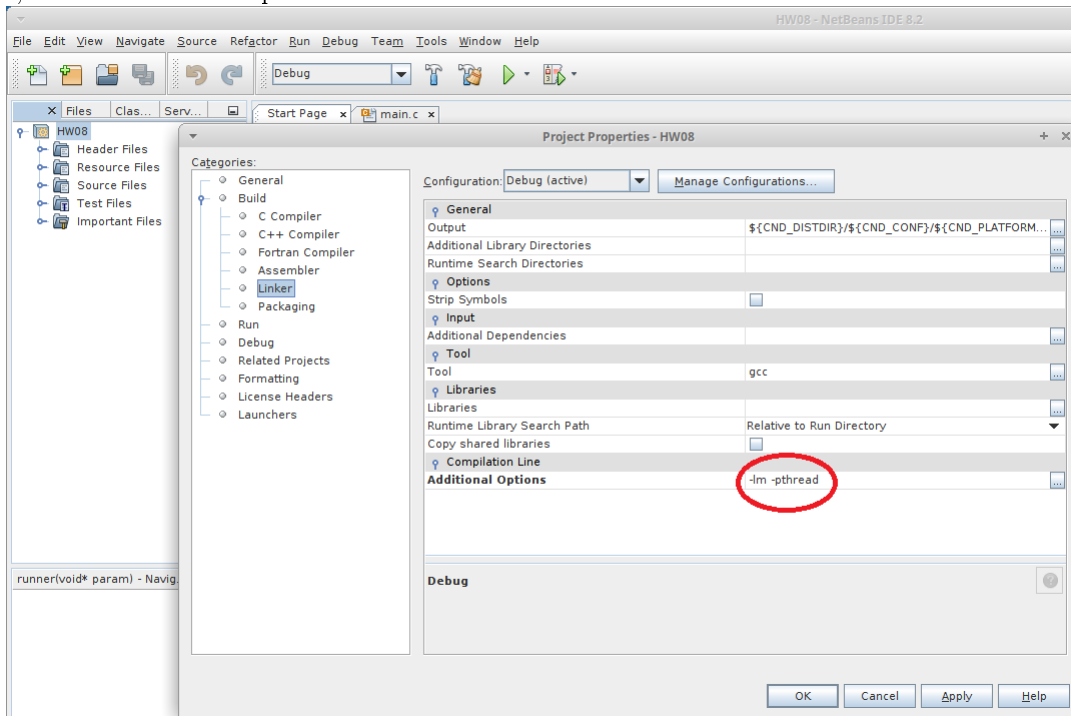 HW08 - NetBeans IDE 8.2
File Edit View Navigate Source Refactor Run Debug Team Tools Window Help
Debug
Files Clas... Serv... Start Page main.c
HW08
Header Files
Resource Files
Source Files
Test Files
Important Files
runner(void* param) - Navig
Project Properties - HW08
Categories:
General
Build
C Compiler
C++ Compiler
Fortran Compiler
Assembler
Linker
Packaging
Run
Debug
Related Projects
Formatting
License Headers
Launchers
Configuration: Debug (active) Manage Configurations...
General
Output ${CND_DISTDIR}/${CND_CONF}/${CND_PLATFORM... ...
Additional Library Directories ...
Runtime Search Directories ...
Options
Strip Symbols
Input
Additional Dependencies ...
Tool
Tool gcc ...
Libraries
Libraries ...
Runtime Library Search Path Relative to Run Directory
Copy shared libraries
Compilation Line
Additional Options -lm -pthread ...
Debug
OK Cancel Apply Help